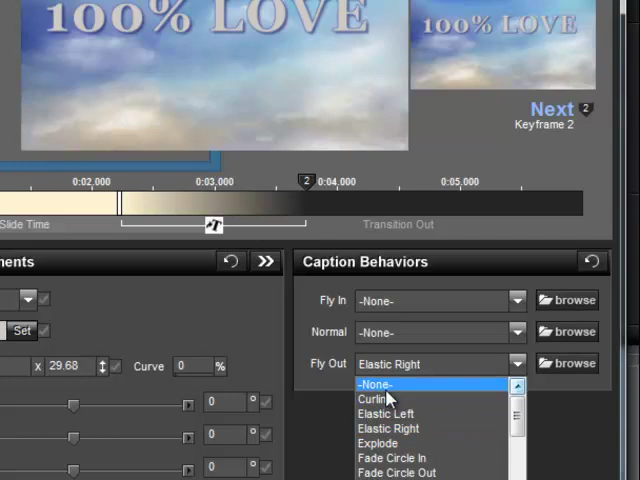 100% LOVE
100% LOVE
Next 2
Keyframe 2
0:02,000 0:03,000 2 0:04,000 0:05,000
Slide Time T Transition Out
ments Caption Behaviors
Fly In -None- browse
Set Normal -None- browse
x 29.68 Curve 0 % Fly Out Elastic Right browse
-None-
Elastic Left
0 ° Elastic Right
Explode
0 ° Fade Circle In
0 ° Fade Circle Out